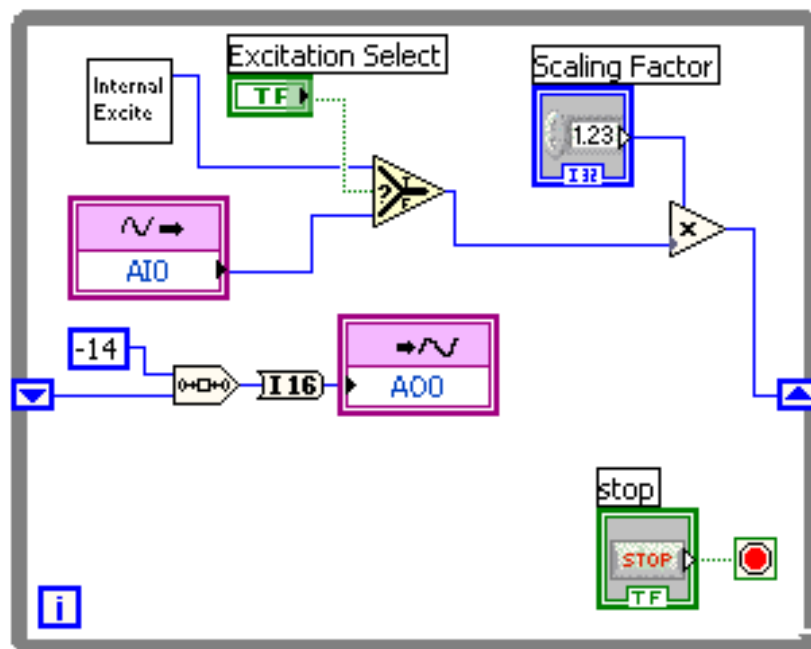 Internal
Excite
Excitation Select
TF
Scaling Factor
1.23
I32
?
T
F
×
AI0
-14
I16
AO0
stop
STOP
TF
i